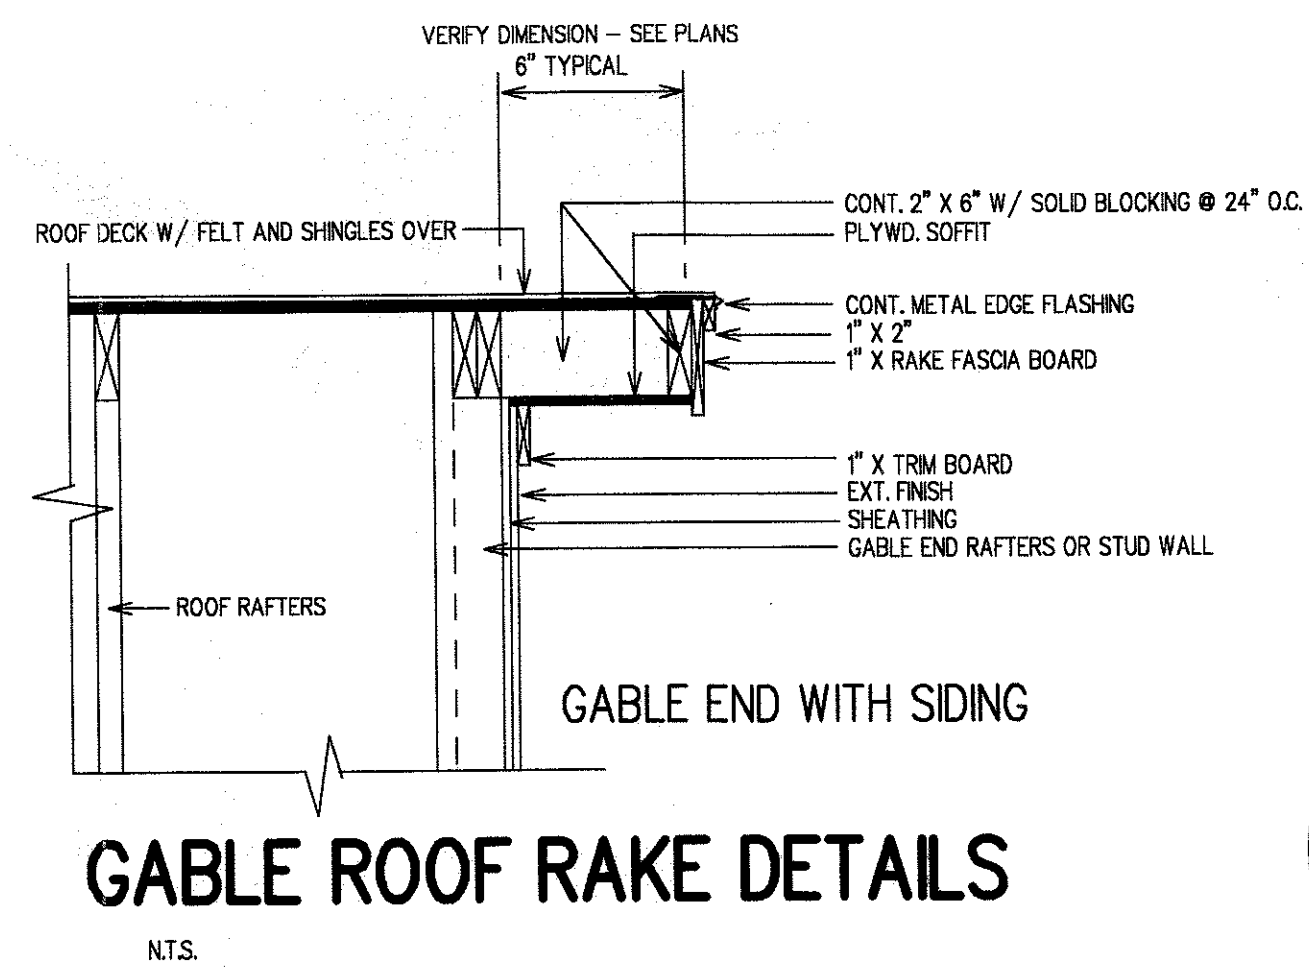 VERIFY DIMENSION – SEE PLANS
6" TYPICAL
CONT. 2" X 6" W/ SOLID BLOCKING @ 24" O.C.
ROOF DECK W/ FELT AND SHINGLES OVER
PLYWD. SOFFIT
CONT. METAL EDGE FLASHING
1" X 2"
1" X RAKE FASCIA BOARD
1" X TRIM BOARD
EXT. FINISH
SHEATHING
GABLE END RAFTERS OR STUD WALL
ROOF RAFTERS
GABLE END WITH SIDING
GABLE ROOF RAKE DETAILS
N.T.S.